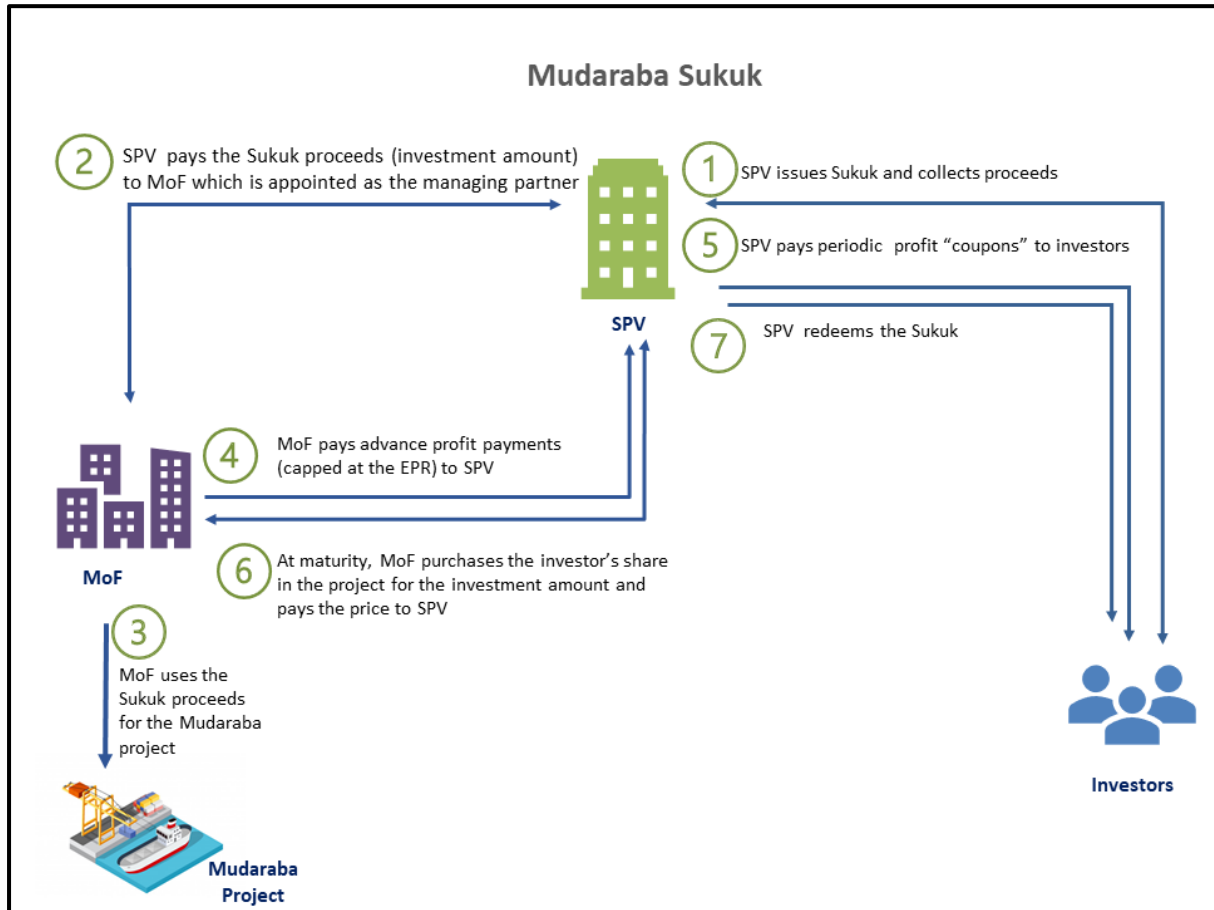 Mudaraba Sukuk
2
SPV pays the Sukuk proceeds (investment amount)
to MoF which is appointed as the managing partner
1
SPV issues Sukuk and collects proceeds
5
SPV pays periodic profit “coupons” to investors
SPV
7
SPV redeems the Sukuk
4
MoF pays advance profit payments
(capped at the EPR) to SPV
MoF
6
At maturity, MoF purchases the investor’s share
in the project for the investment amount and
pays the price to SPV
3
MoF uses the
Sukuk proceeds
for the Mudaraba
project
Investors
Mudaraba
Project